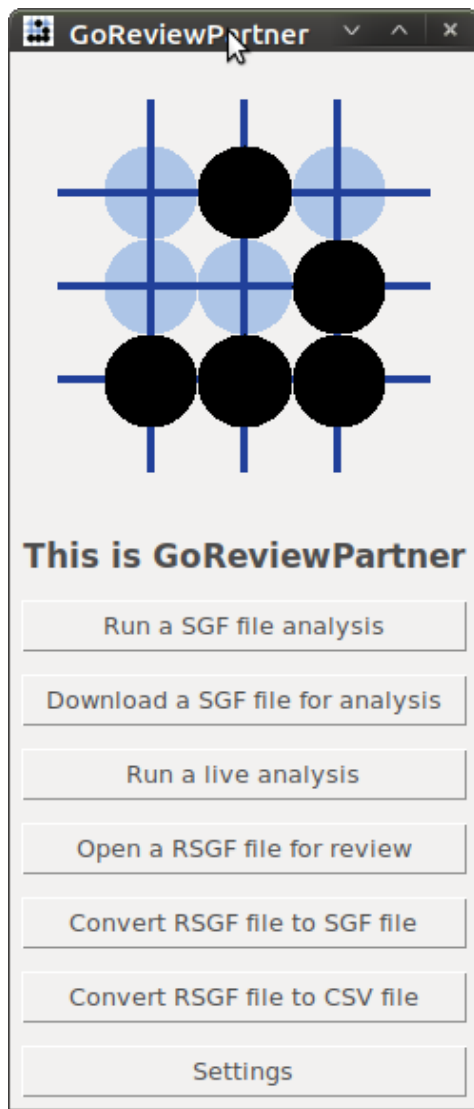 GoReviewPartner
This is GoReviewPartner
Run a SGF file analysis
Download a SGF file for analysis
Run a live analysis
Open a RSGF file for review
Convert RSGF file to SGF file
Convert RSGF file to CSV file
Settings